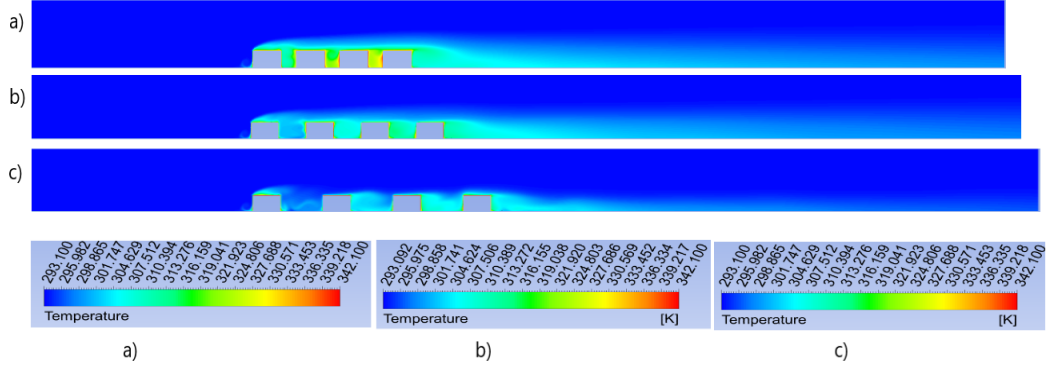 a)
b)
c)
293.100 295.982 298.865 301.747 304.629 307.512 310.394 313.276 316.159 319.041 321.923 324.806 327.688 330.571 333.453 336.335 339.218 342.100
Temperature
293.092 295.975 298.858 301.741 304.624 307.506 310.389 313.272 316.155 319.038 321.920 324.803 327.686 330.569 333.452 336.334 339.217 342.100
Temperature [K]
293.100 295.982 298.865 301.747 304.629 307.512 310.394 313.276 316.159 319.041 321.923 324.806 327.688 330.571 333.453 336.335 339.218 342.100
Temperature [K]
a) b) c)